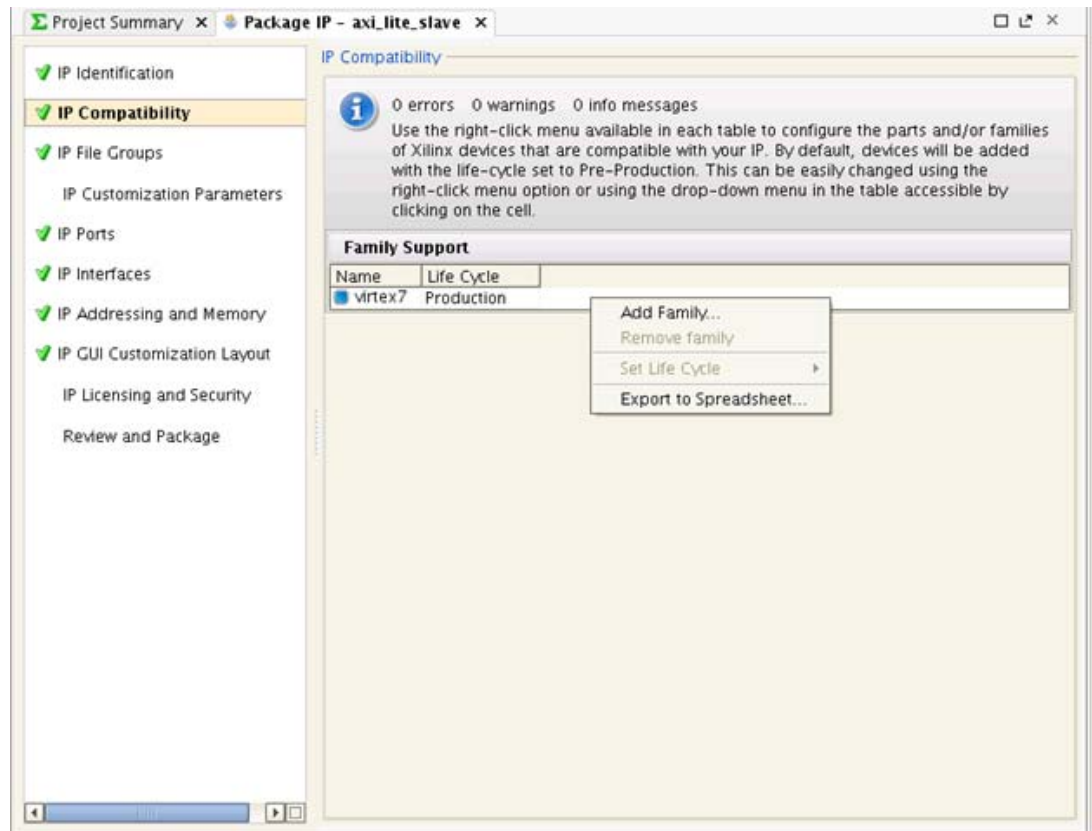 Project Summary
Package IP - axi_lite_slave
IP Identification
IP Compatibility
IP File Groups
IP Customization Parameters
IP Ports
IP Interfaces
IP Addressing and Memory
IP GUI Customization Layout
IP Licensing and Security
Review and Package
IP Compatibility
0 errors 0 warnings 0 info messages
Use the right-click menu available in each table to configure the parts and/or families
of Xilinx devices that are compatible with your IP. By default, devices will be added
with the life-cycle set to Pre-Production. This can be easily changed using the
right-click menu option or using the drop-down menu in the table accessible by
clicking on the cell.
Family Support
Name Life Cycle
virtex7 Production
Add Family...
Remove family
Set Life Cycle
Export to Spreadsheet...